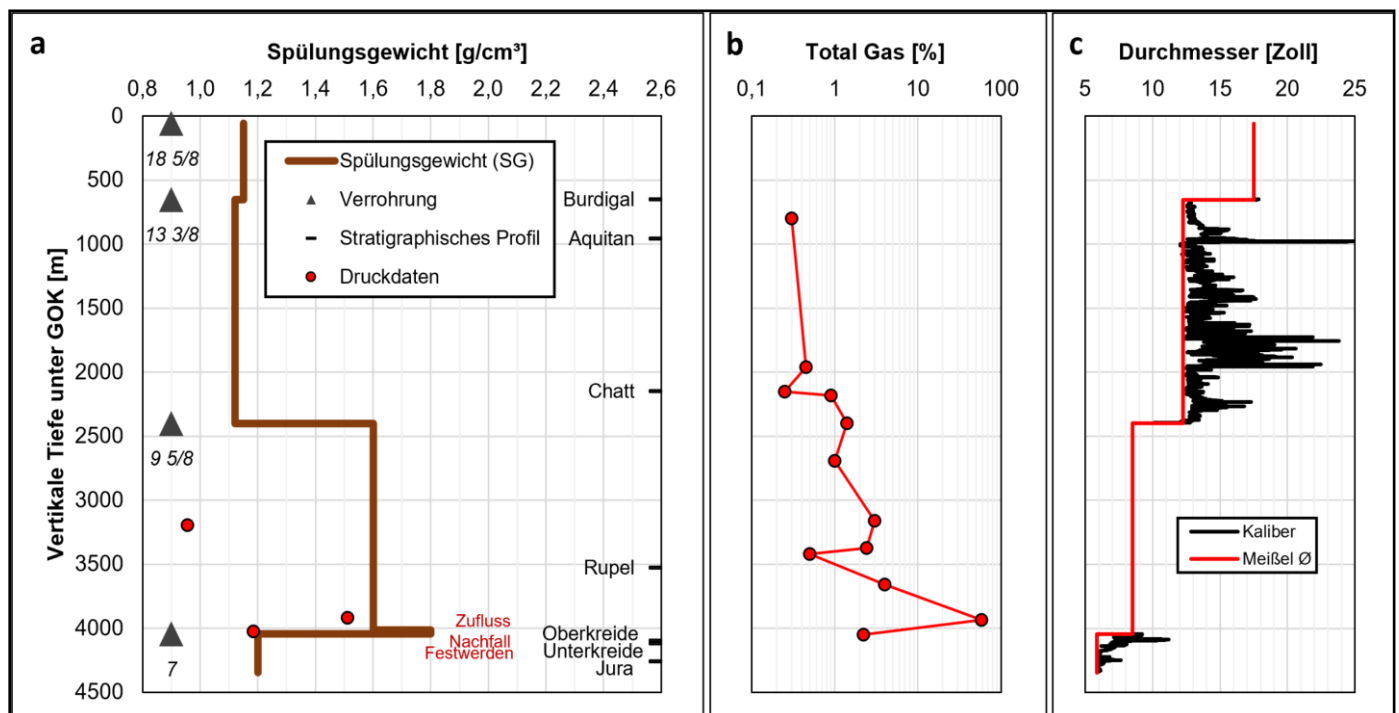 a
Spülungsgewicht [g/cm³]
0,8 1,0 1,2 1,4 1,6 1,8 2,0 2,2 2,4 2,6
Vertikale Tiefe unter GOK [m]
0
500
1000
1500
2000
2500
3000
3500
4000
4500
18 5/8
13 3/8
9 5/8
7
Spülungsgewicht (SG)
Verrohrung
Stratigraphisches Profil
Druckdaten
Burdigal
Aquitan
Chatt
Rupel
Zufluss
Nachfall
Festwerden
Oberkreide
Unterkreide
Jura
b
Total Gas [%]
0,1 1 10 100
c
Durchmesser [Zoll]
5 10 15 20 25
Kaliber
Meißel Ø